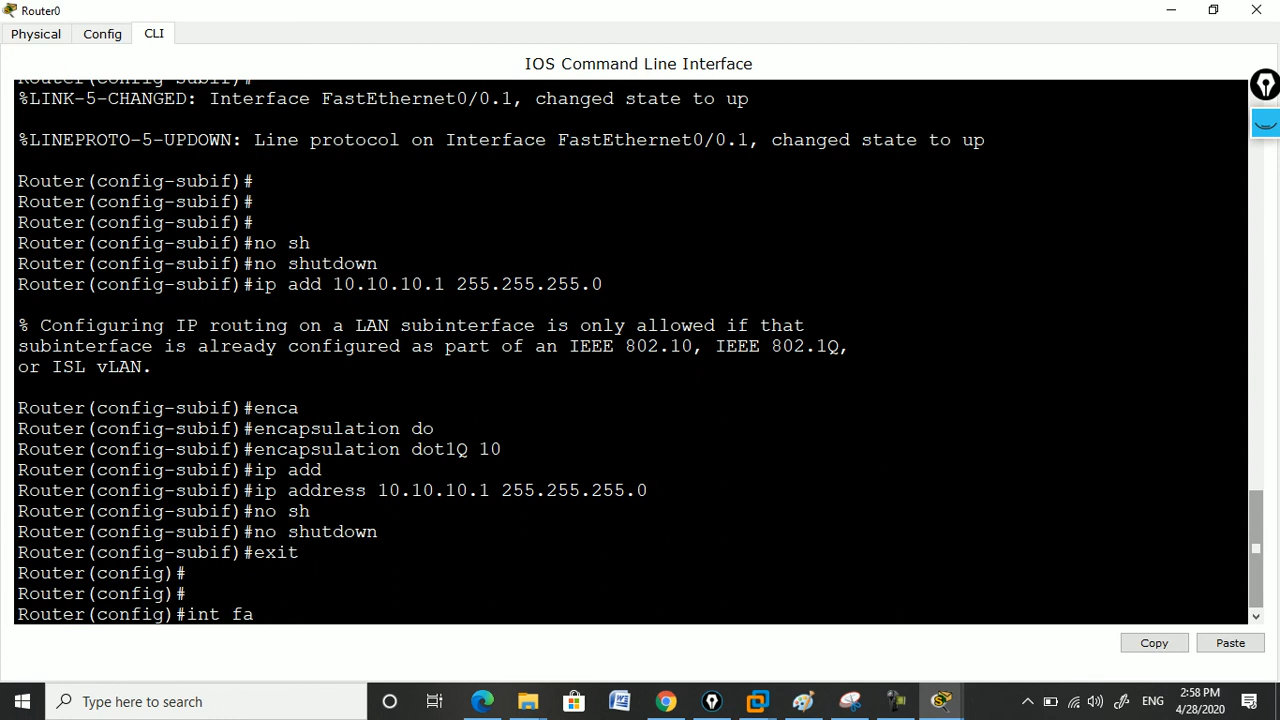 Router0
Physical Config CLI
IOS Command Line Interface
Router(config-subif)#
%LINK-5-CHANGED: Interface FastEthernet0/0.1, changed state to up
%LINEPROTO-5-UPDOWN: Line protocol on Interface FastEthernet0/0.1, changed state to up
Router(config-subif)#
Router(config-subif)#
Router(config-subif)#
Router(config-subif)#no sh
Router(config-subif)#no shutdown
Router(config-subif)#ip add 10.10.10.1 255.255.255.0
% Configuring IP routing on a LAN subinterface is only allowed if that
subinterface is already configured as part of an IEEE 802.10, IEEE 802.1Q,
or ISL vLAN.
Router(config-subif)#enca
Router(config-subif)#encapsulation do
Router(config-subif)#encapsulation dot1Q 10
Router(config-subif)#ip add
Router(config-subif)#ip address 10.10.10.1 255.255.255.0
Router(config-subif)#no sh
Router(config-subif)#no shutdown
Router(config-subif)#exit
Router(config)#
Router(config)#
Router(config)#int fa
Copy Paste
Type here to search
ENG
2:58 PM
4/28/2020